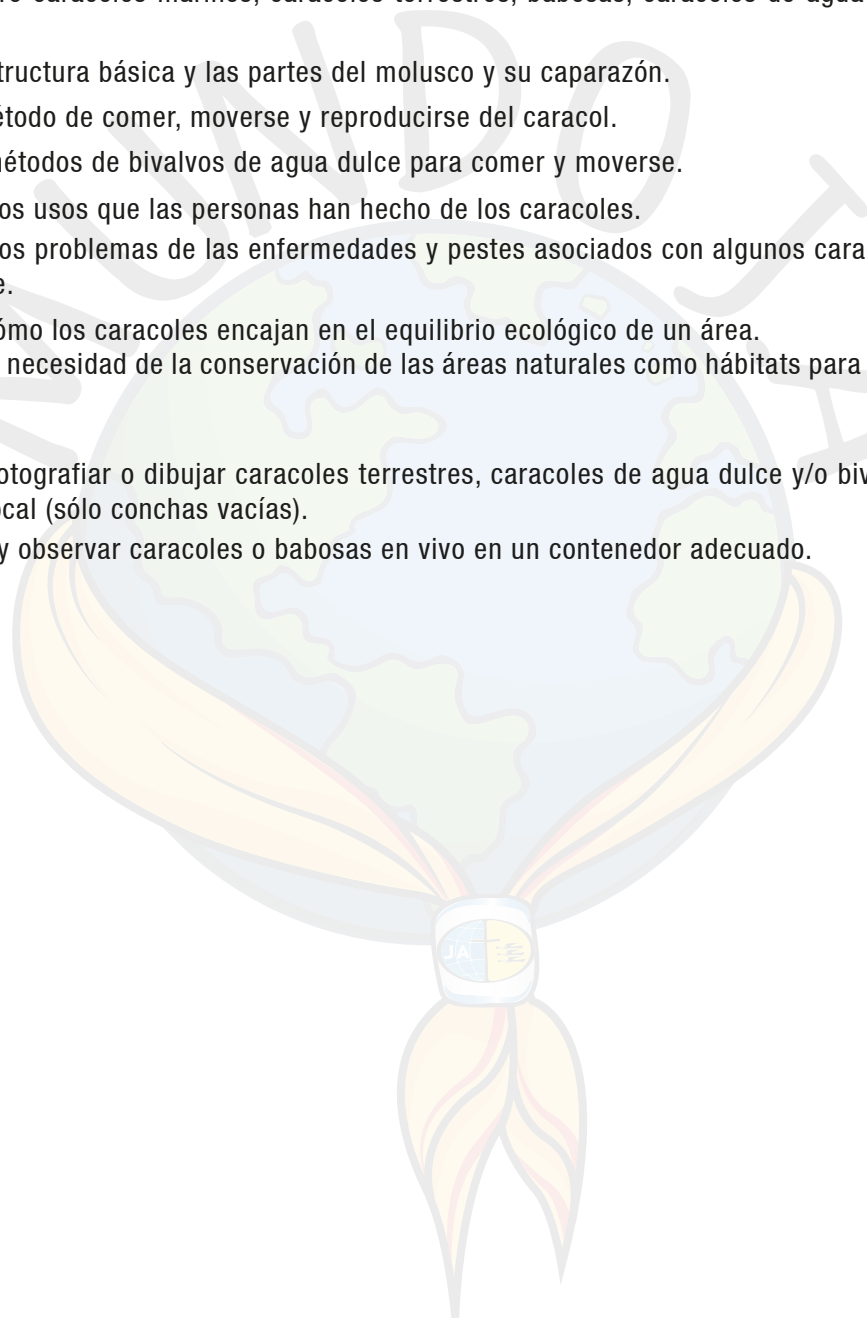 caracoles marinos, caracoles terrestres, babosas, caracoles de agua
tructura básica y las partes del molusco y su caparazón.
étodo de comer, moverse y reproducirse del caracol.
étodos de bivalvos de agua dulce para comer y moverse.
os usos que las personas han hecho de los caracoles.
os problemas de las enfermedades y pestes asociados con algunos cara
e.
ómo los caracoles encajan en el equilibrio ecológico de un área.
necesidad de la conservación de las áreas naturales como hábitats para
otografiar o dibujar caracoles terrestres, caracoles de agua dulce y/o biv
ocal (sólo conchas vacías).
y observar caracoles o babosas en vivo en un contenedor adecuado.
MUNDO JA
JA